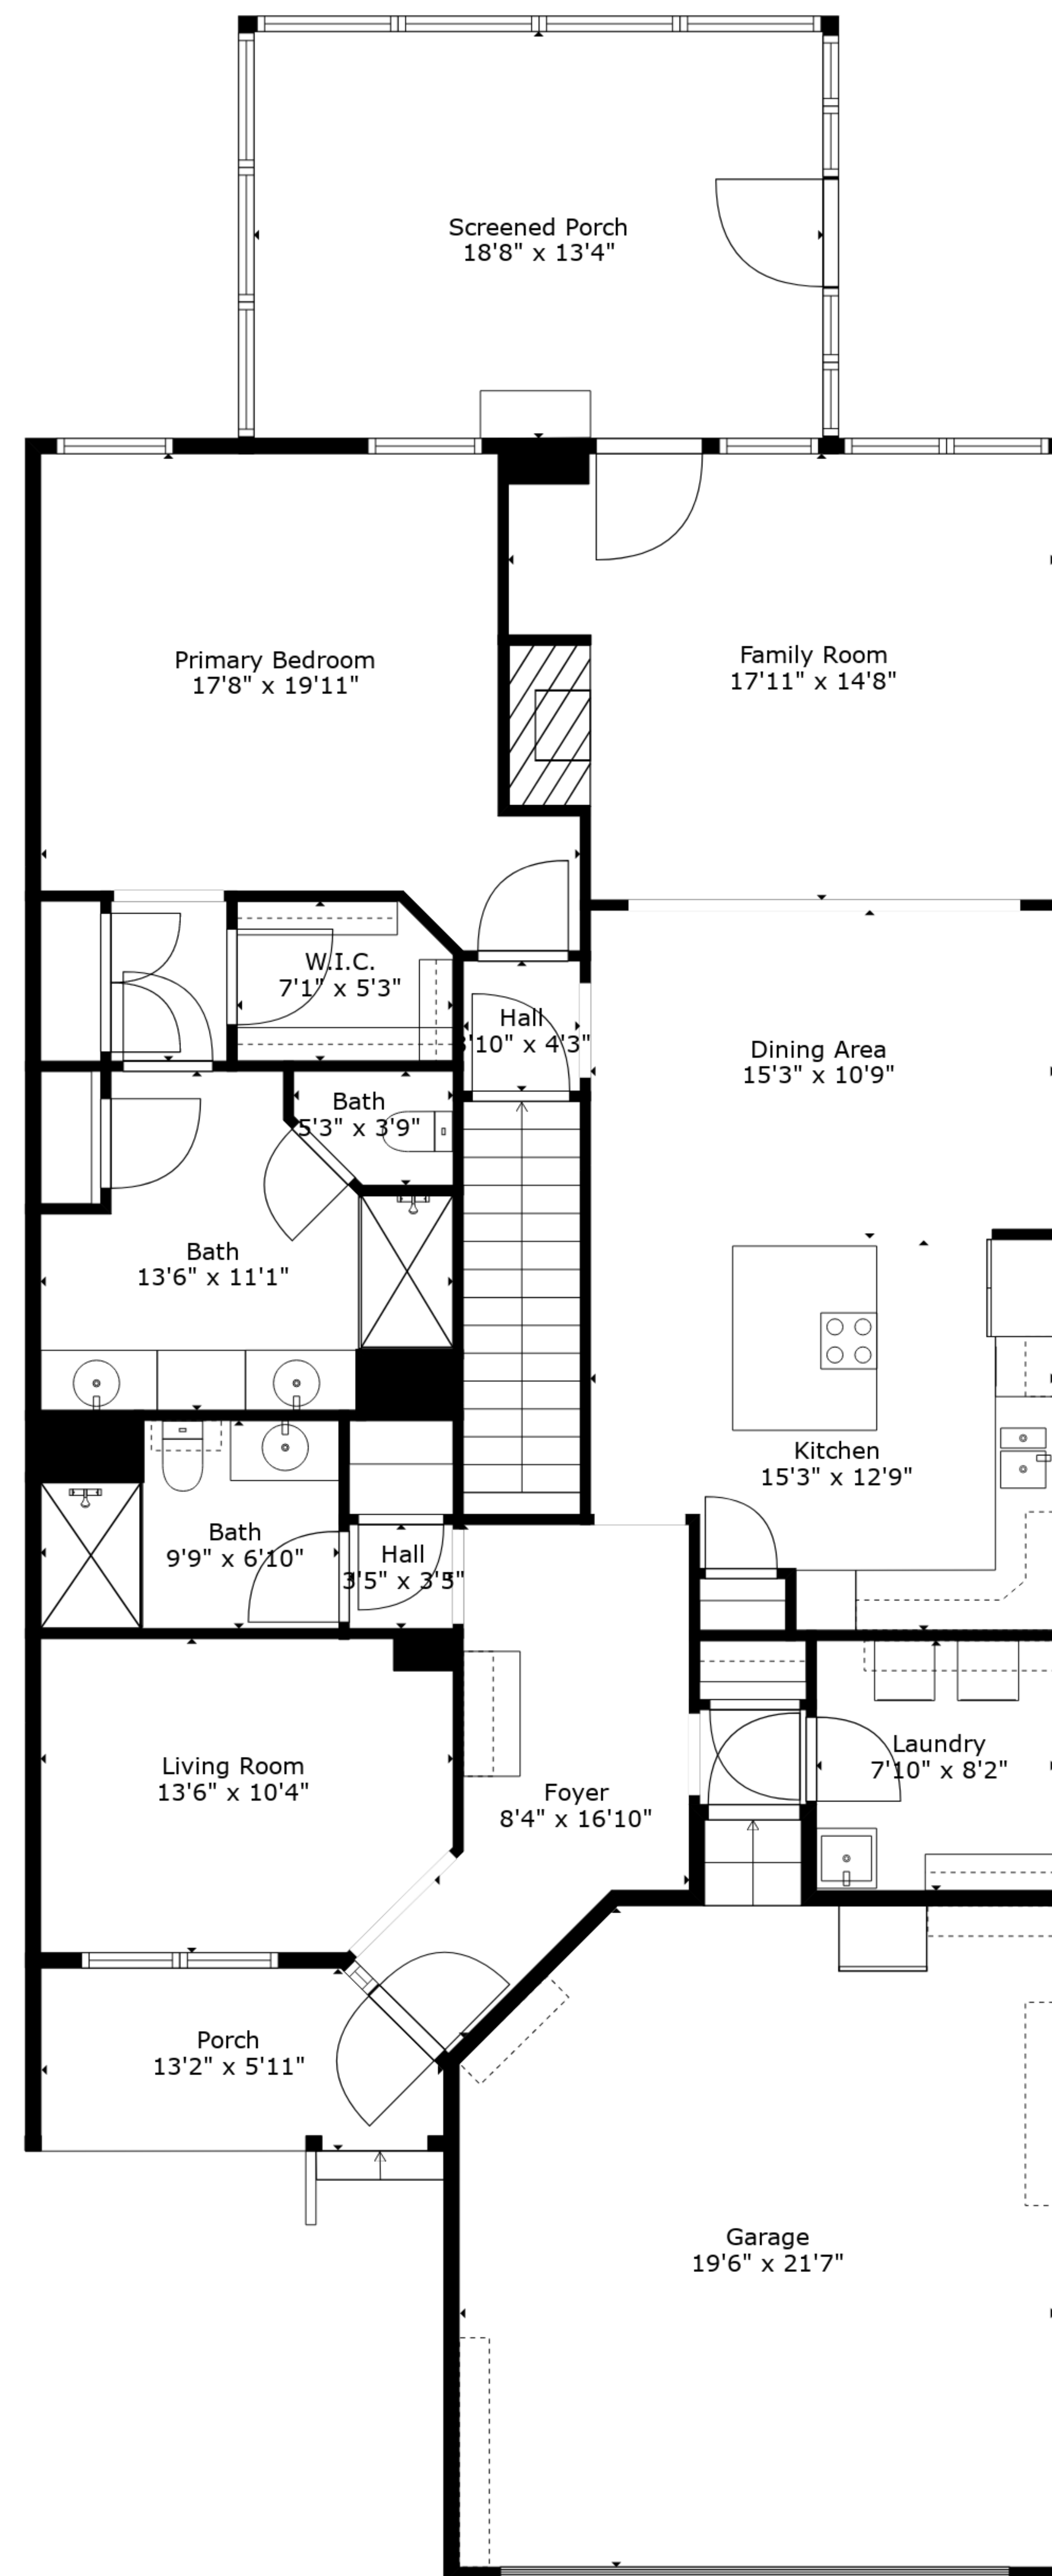 Screened Porch
18'8" x 13'4"
Primary Bedroom
17'8" x 19'11"
Family Room
17'11" x 14'8"
W.I.C.
7'1" x 5'3"
Hall
3'10" x 4'3"
Dining Area
15'3" x 10'9"
Bath
5'3" x 3'9"
Bath
13'6" x 11'1"
Kitchen
15'3" x 12'9"
Bath
9'9" x 6'10"
Hall
3'5" x 3'5"
Living Room
13'6" x 10'4"
Foyer
8'4" x 16'10"
Laundry
7'10" x 8'2"
Porch
13'2" x 5'11"
Garage
19'6" x 21'7"